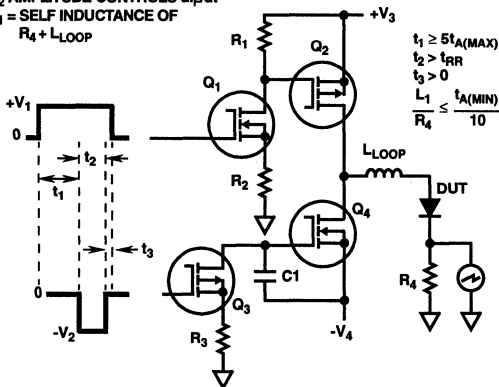 AMPLITUDE CONTROLS di
= SELF INDUCTANCE OF
R4 + LLOOP
+V3
R1
Q2
t1 ≥ 5tA(MAX)
t2 > tRR
t3 > 0
L1
R4
≤
tA(MIN)
10
+V1
0
t2
t1
Q1
R2
LLOOP
DUT
Q4
t3
C1
R4
0
-V2
Q3
R3
-V4